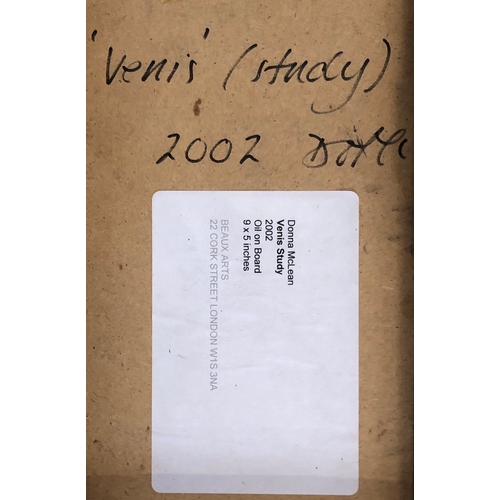 'Venis' (study)
2002
Donna McLean
Venis Study
2002
Oil on Board
9 x 5 inches
BEAUX ARTS
22 CORK STREET LONDON W1S 3NA